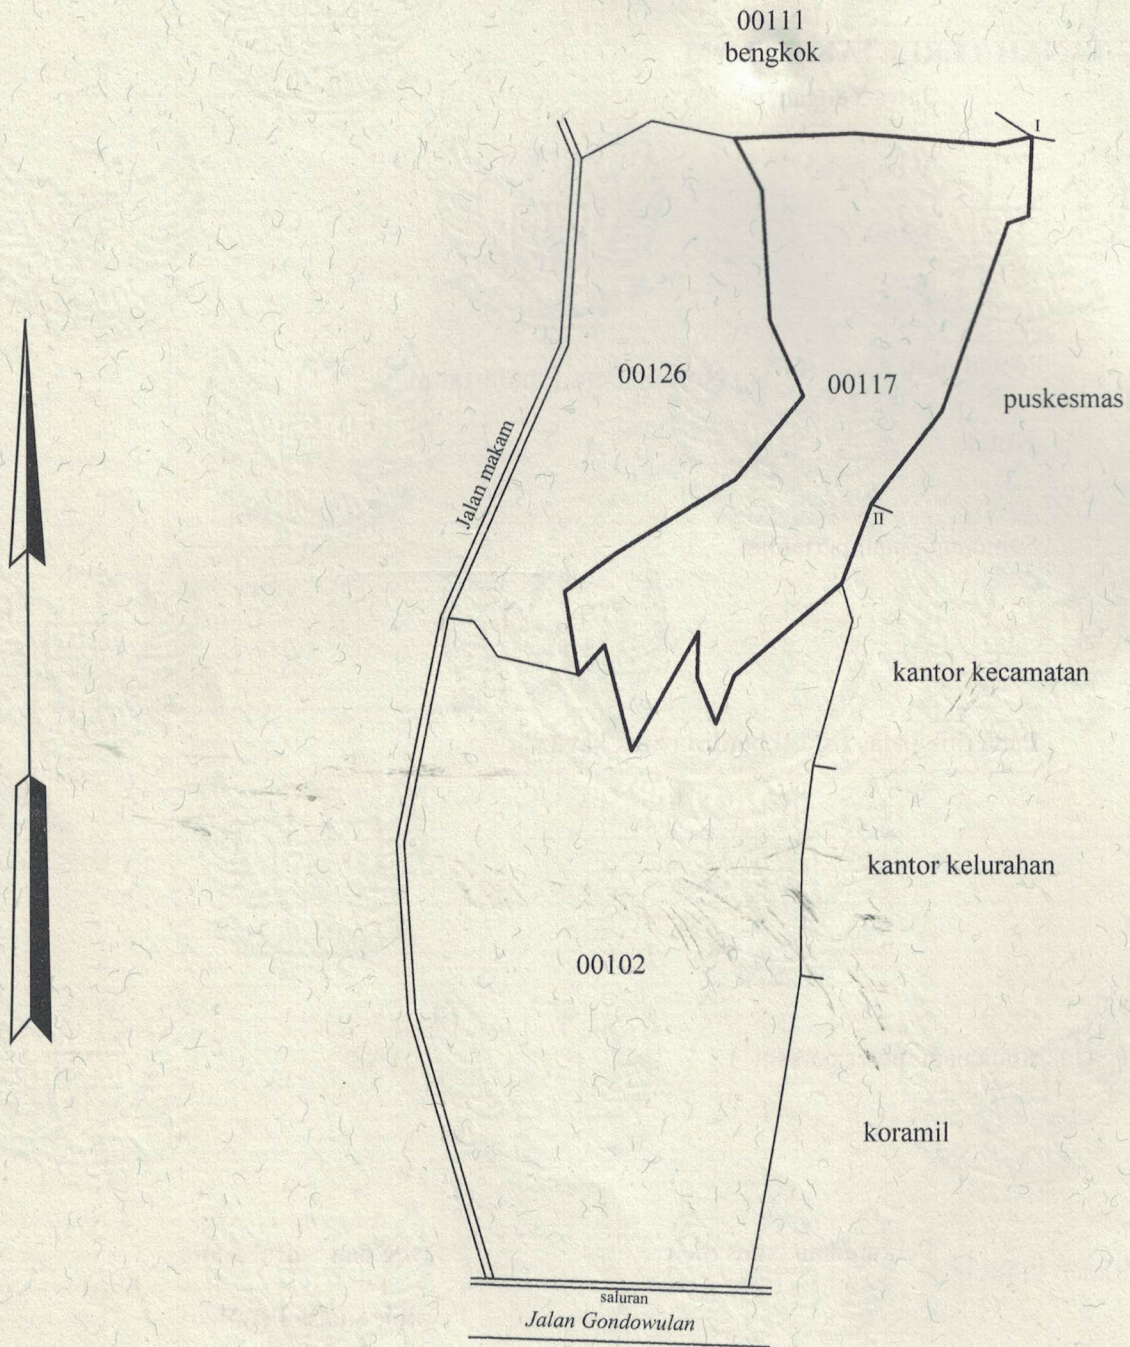 00111
bengkok
I
00126
00117
puskesmas
Jalan makam
II
kantor kecamatan
kantor kelurahan
00102
koramil
saluran
Jalan Gondowulan